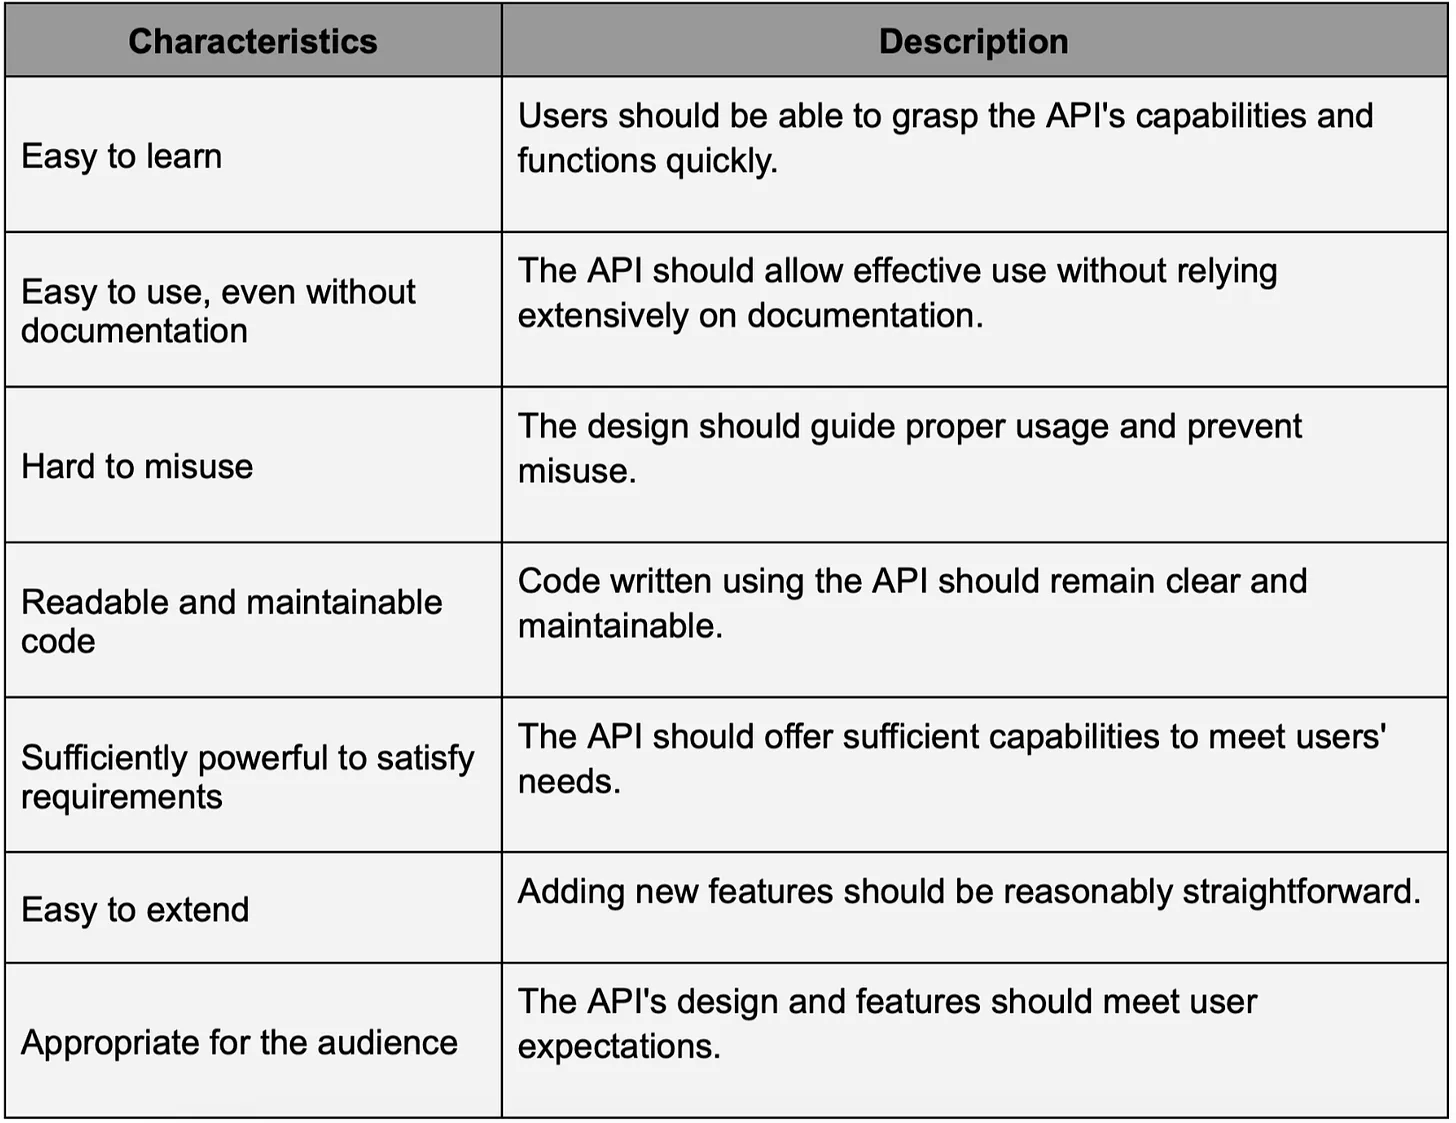 Characteristics
Description
Easy to learn
Users should be able to grasp the API's capabilities and
functions quickly.
Easy to use, even without
documentation
The API should allow effective use without relying
extensively on documentation.
Hard to misuse
The design should guide proper usage and prevent
misuse.
Readable and maintainable
code
Code written using the API should remain clear and
maintainable.
Sufficiently powerful to satisfy
requirements
The API should offer sufficient capabilities to meet users'
needs.
Easy to extend
Adding new features should be reasonably straightforward.
Appropriate for the audience
The API's design and features should meet user
expectations.